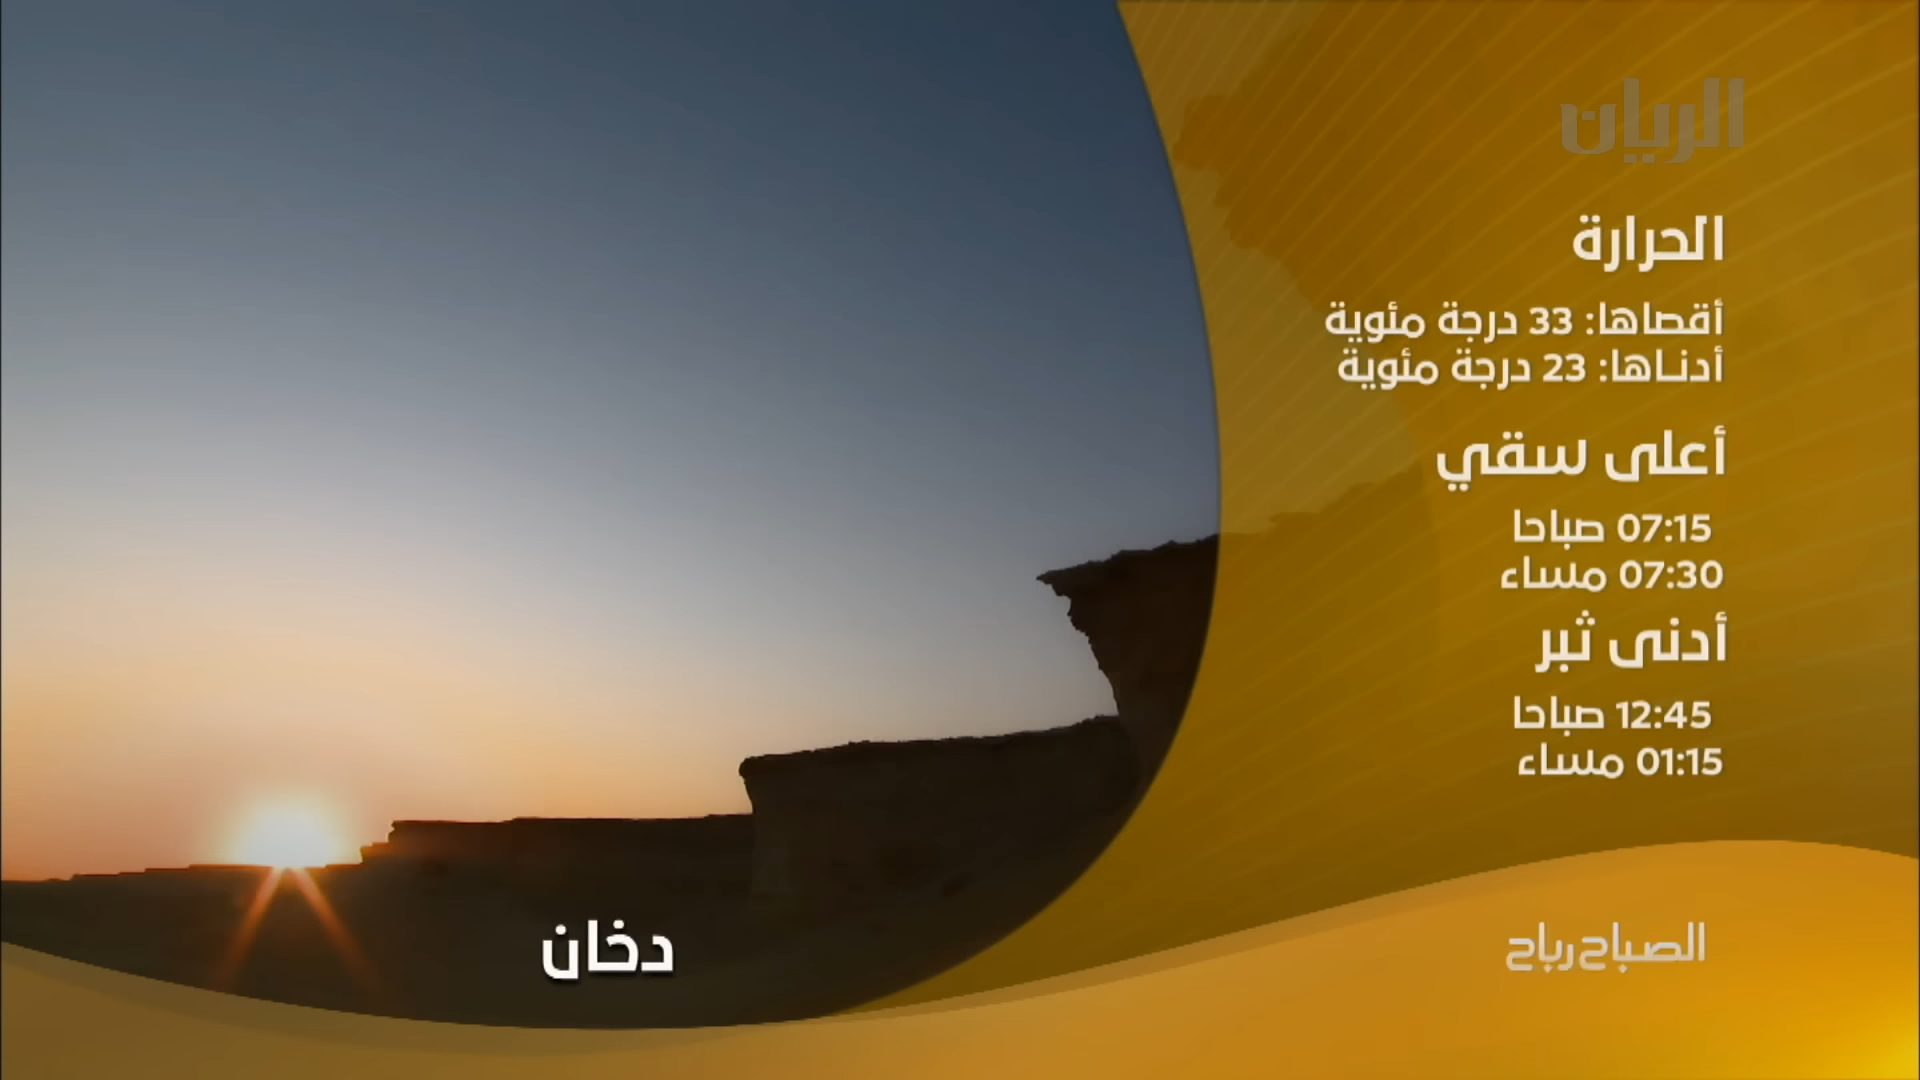 الريان
الحرارة
أقصاها: 33 درجة مئوية
أدنـاها: 23 درجة مئوية
أعلى سقي
07:15 صباحا
07:30 مساء
أدنى ثبر
12:45 صباحا
01:15 مساء
دخان
الصباح رباح